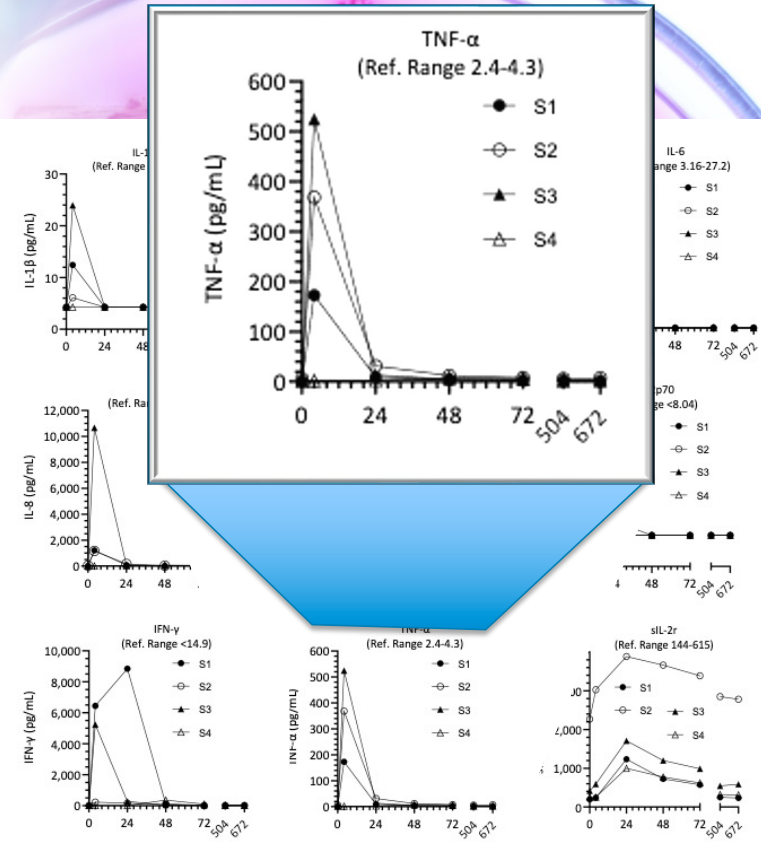 TNF-α
(Ref. Range 2.4-4.3)
TNF-α (pg/mL)
600
500
400
300
200
100
0
S1
S2
S3
S4
0 24 48 72 504 672
(Ref. Range
IL-1β (pg/mL)
30
20
10
0
0 24
IL-6
3.16-27.2)
S1
S2
S3
S4
48 72 504 672
IL-8 (pg/mL)
12,000
10,000
8,000
6,000
4,000
2,000
0
0 24 48
<8.04)
S1
S2
S3
S4
48 72 504 672
IFN-γ
(Ref. Range <14.9)
IFN-γ (pg/mL)
10,000
8,000
6,000
4,000
2,000
0
S1
S2
S3
S4
0 24 48 72 504 672
(Ref. Range 2.4-4.3)
(pg/mL)
600
500
400
300
200
100
0
S1
S2
S3
S4
0 24 48 72 504 672
sIL-2r
(Ref. Range 144-615)
1,000
0
S1
S2 S3
S4
0 24 48 72 504 672